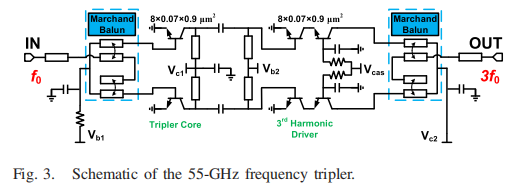 Marchand
Balun
8×0.07×0.9 μm²
8×0.07×0.9 μm²
Marchand
Balun
IN
OUT
f₀
3f₀
Vc1
Vb2
Vcas
Tripler Core
3rd Harmonic
Driver
Vb1
Vc2
Fig. 3. Schematic of the 55-GHz frequency tripler.